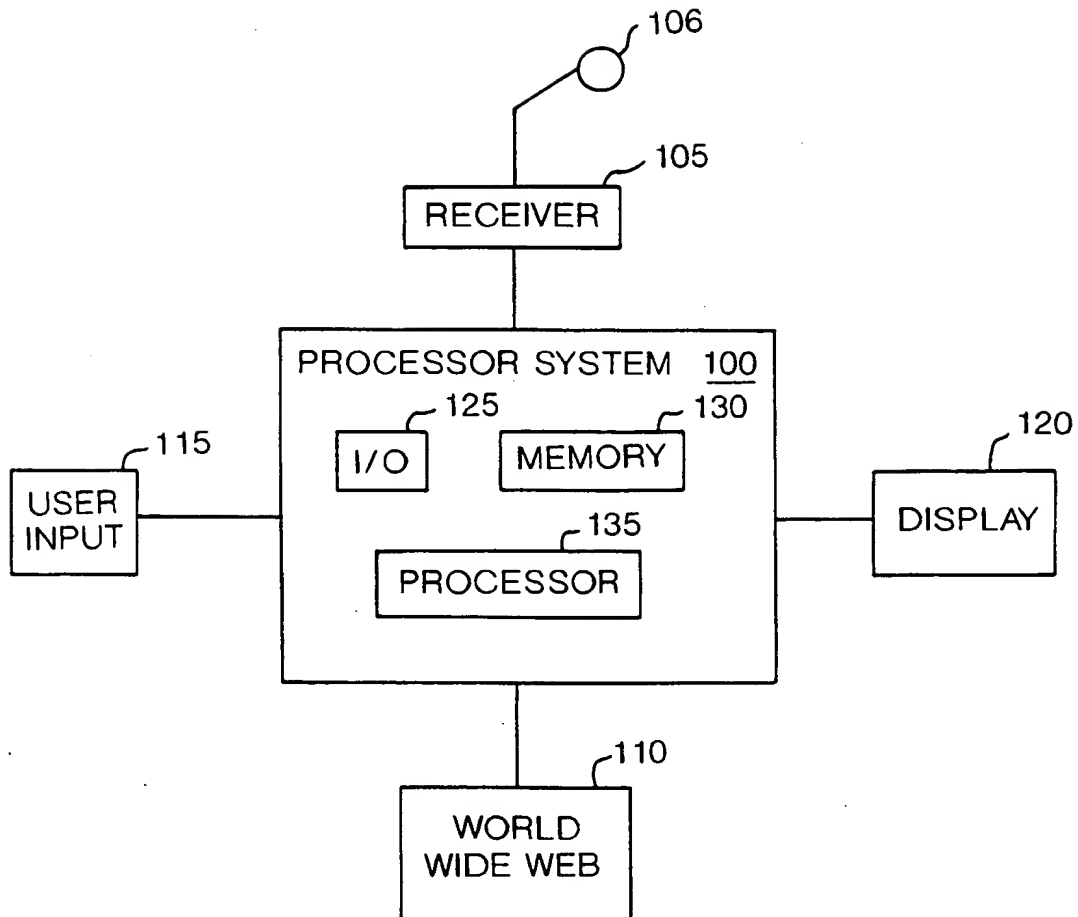 106
105
RECEIVER
PROCESSOR SYSTEM 100
125
130
I/O
MEMORY
115
120
USER
INPUT
DISPLAY
135
PROCESSOR
110
WORLD
WIDE WEB